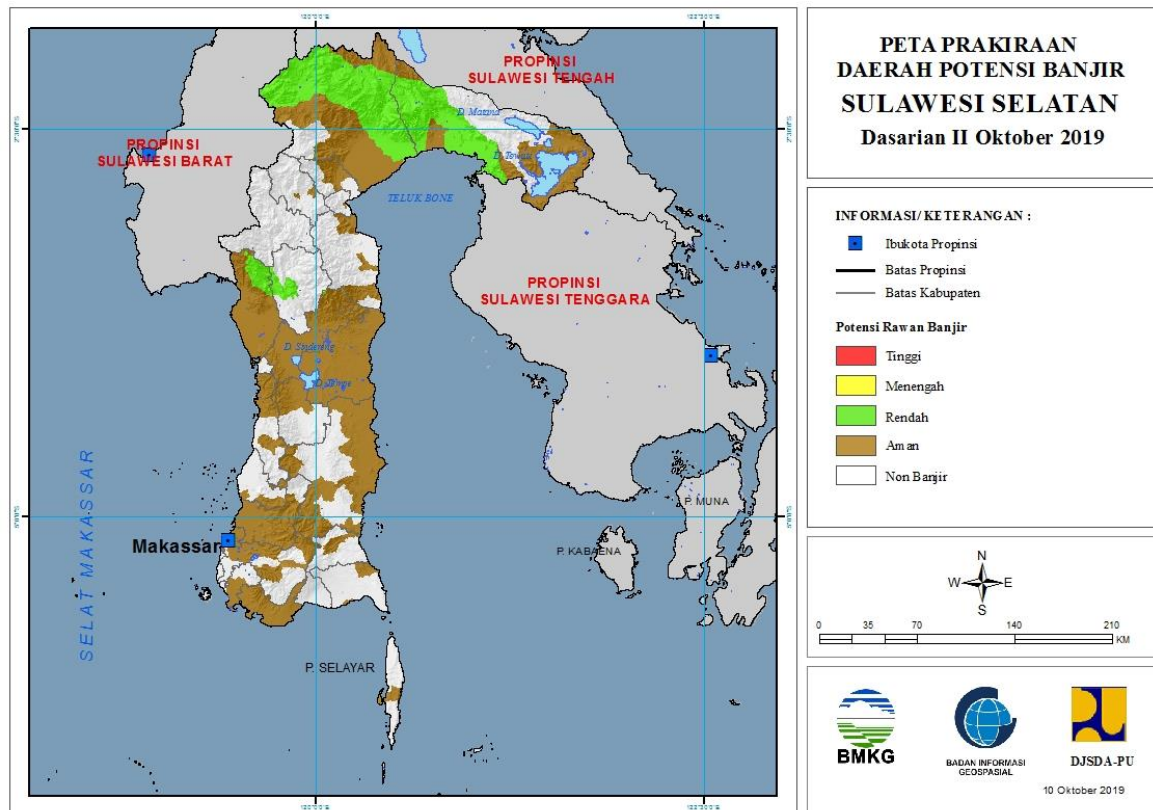 PETA PRAKIRAAN
DAERAH POTENSI BANJIR
SULAWESI SELATAN
Dasarian II Oktober 2019
INFORMASI/ KETERANGAN :
Ibukota Propinsi
Batas Propinsi
Batas Kabupaten
Potensi Rawan Banjir
Tinggi
Menengah
Rendah
Aman
Non Banjir
N
W E
S
0 35 70 140 210
KM
BMKG
BADAN INFORMASI
GEOSPASIAL
DJSDA-PU
10 Oktober 2019
PROPINSI
SULAWESI TENGAH
D. Matana
D. Towuti
PROPINSI
SULAWESI BARAT
TELUK BONE
PROPINSI
SULAWESI TENGGARA
D. Sidenreng
D. Tempe
SELAT MAKASSAR
Makassar
P. MUNA
P. KABAENA
P. SELAYAR